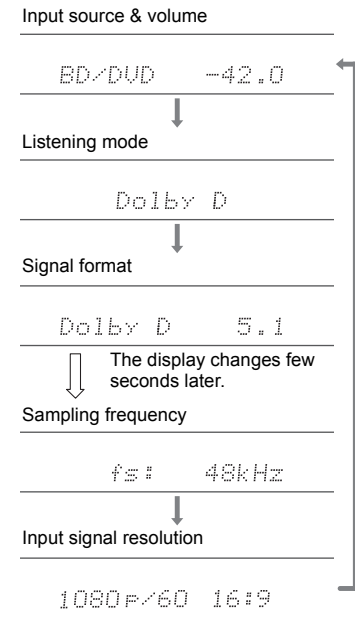 Input source & volume
BD/DVD -42.0
Listening mode
Dolby D
Signal format
Dolby D 5.1
The display changes few
seconds later.
Sampling frequency
fs: 48kHz
Input signal resolution
1080p/60 16:9